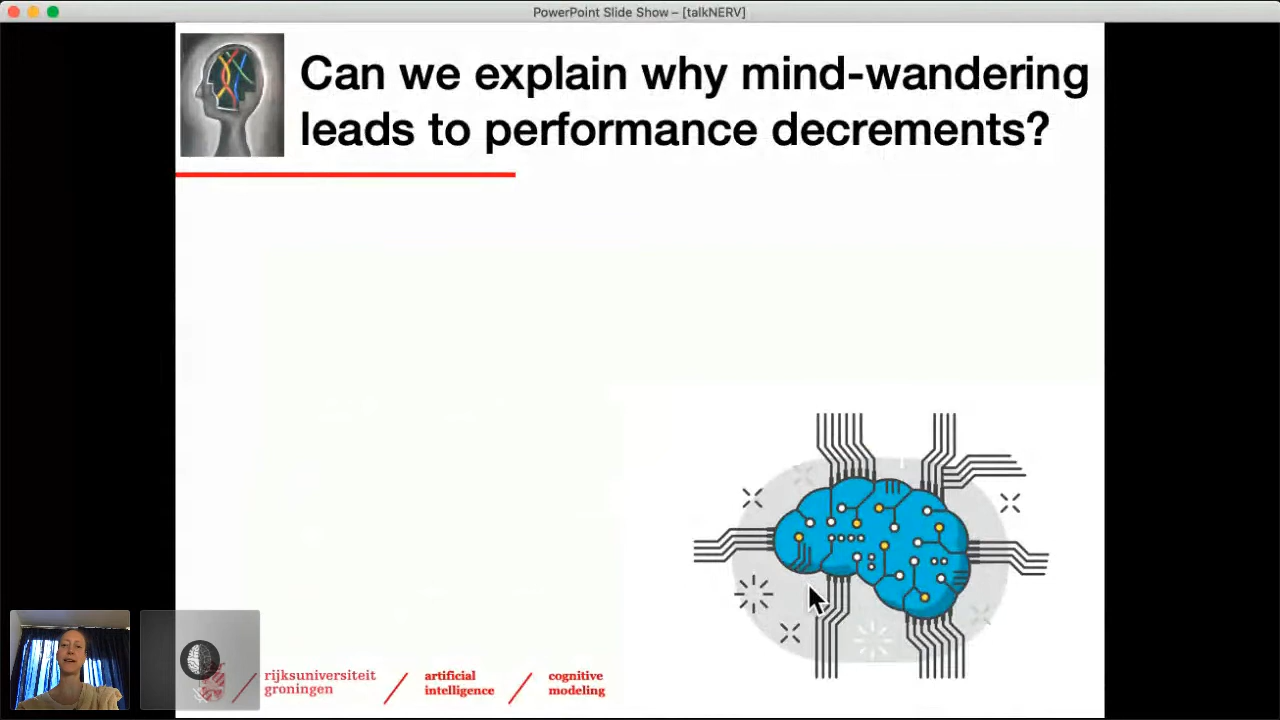 PowerPoint Slide Show – [talkNERV]
Can we explain why mind-wandering
leads to performance decrements?
rijksuniversiteit
groningen
artificial
intelligence
cognitive
modeling